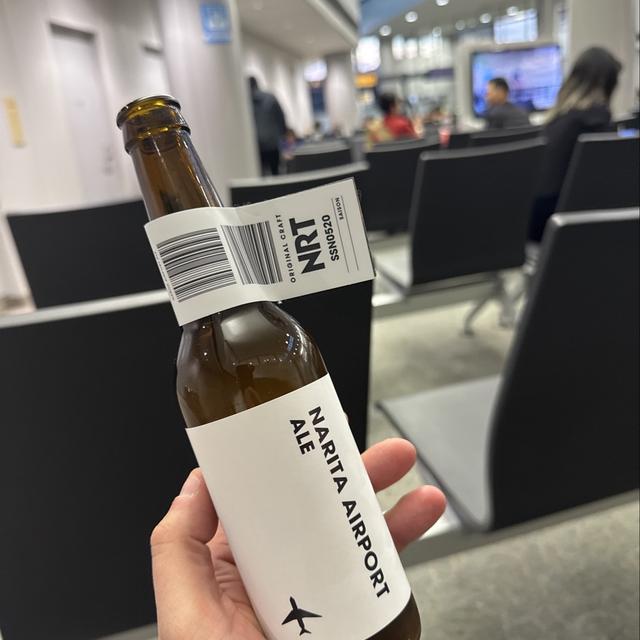 ORIGINAL CRAFT
NRT
SSN0520
SAISON
NARITA AIRPORT
ALE